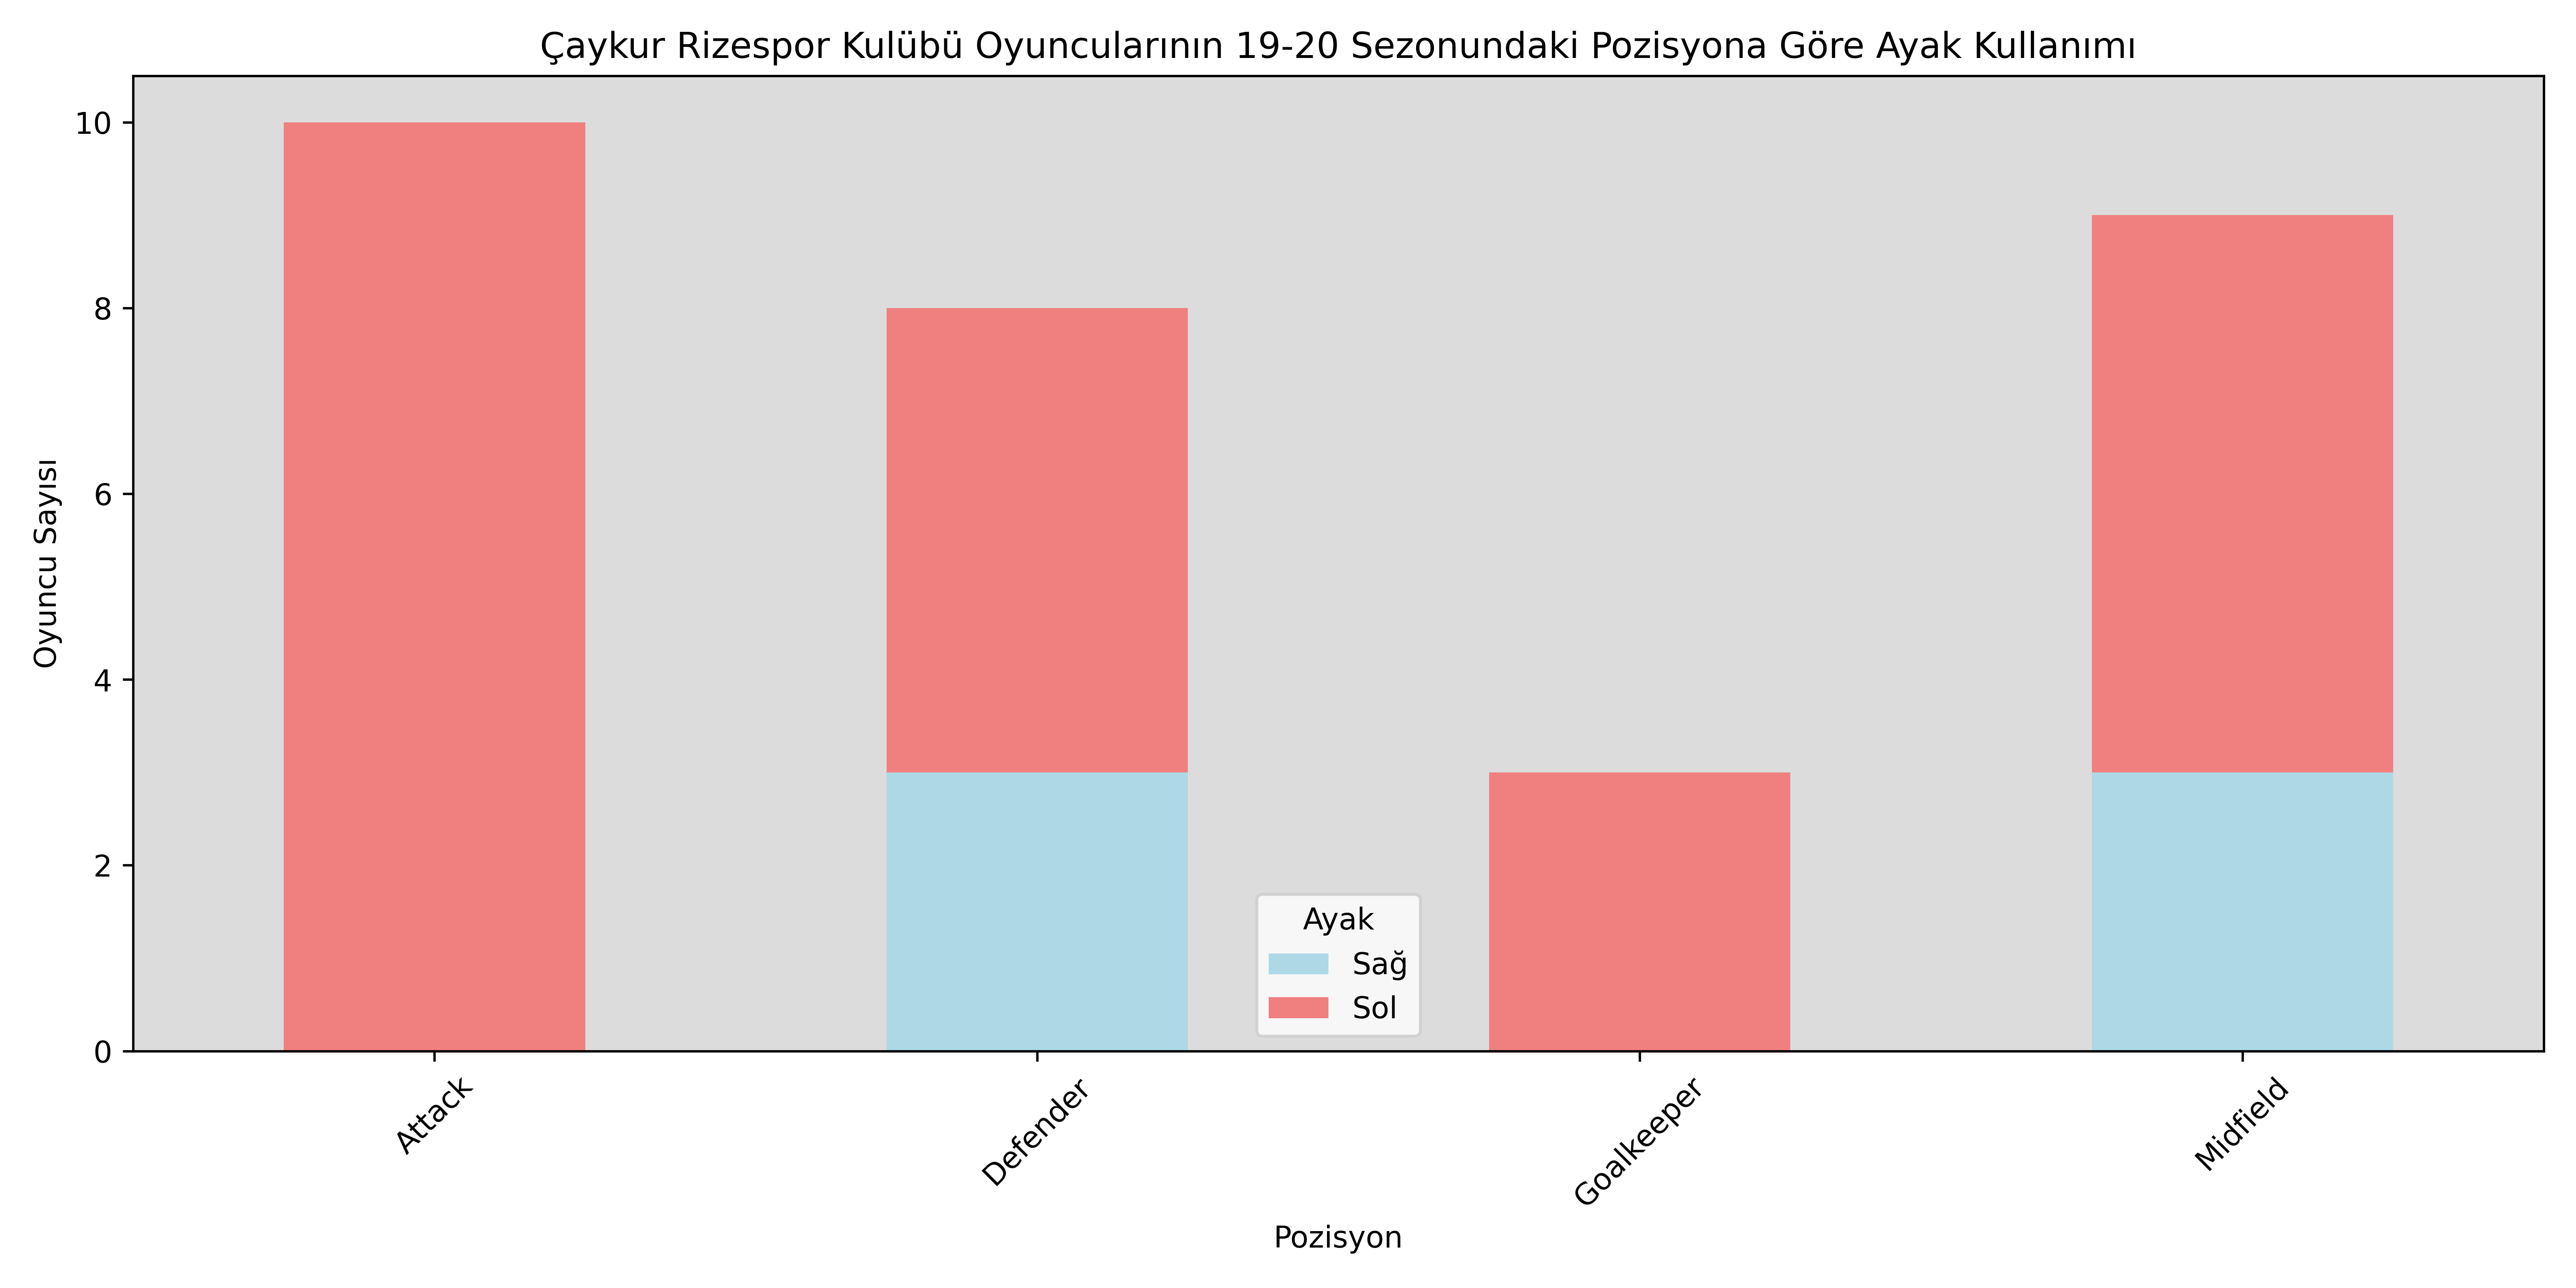 Çaykur Rizespor Kulübü Oyuncularının 19-20 Sezonundaki Pozisyona Göre Ayak Kullanımı
Oyuncu Sayısı
10
8
6
4
2
0
Ayak
Sağ
Sol
Attack
Defender
Goalkeeper
Midfield
Pozisyon